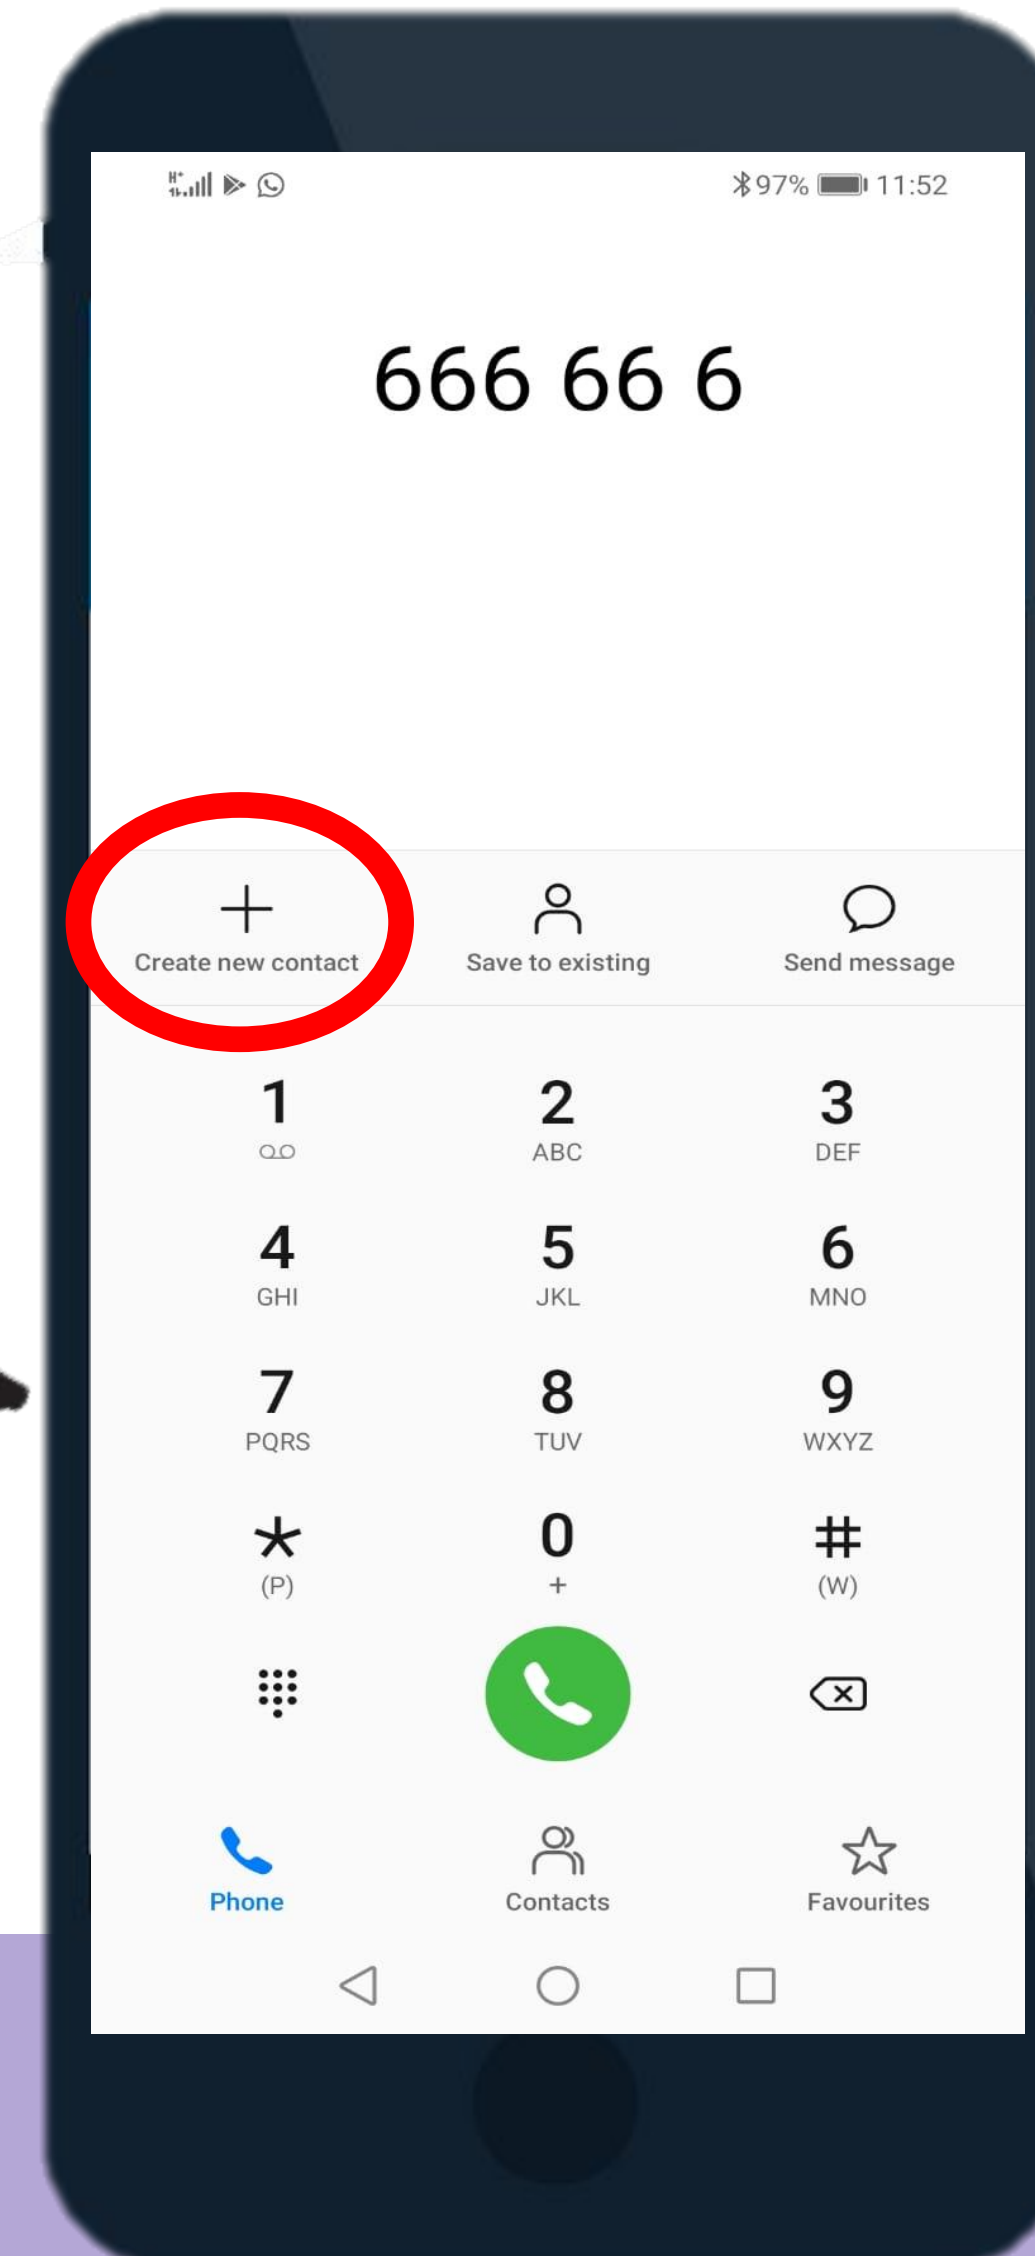 H+
97% 11:52
666 66 6
Create new contact Save to existing Send message
1 2 3
ABC DEF
4 5 6
GHI JKL MNO
7 8 9
PQRS TUV WXYZ
* 0 #
(P) + (W)
Phone Contacts Favourites